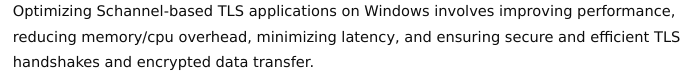 Optimizing Schannel-based TLS applications on Windows involves improving performance,
reducing memory/cpu overhead, minimizing latency, and ensuring secure and efficient TLS
handshakes and encrypted data transfer.